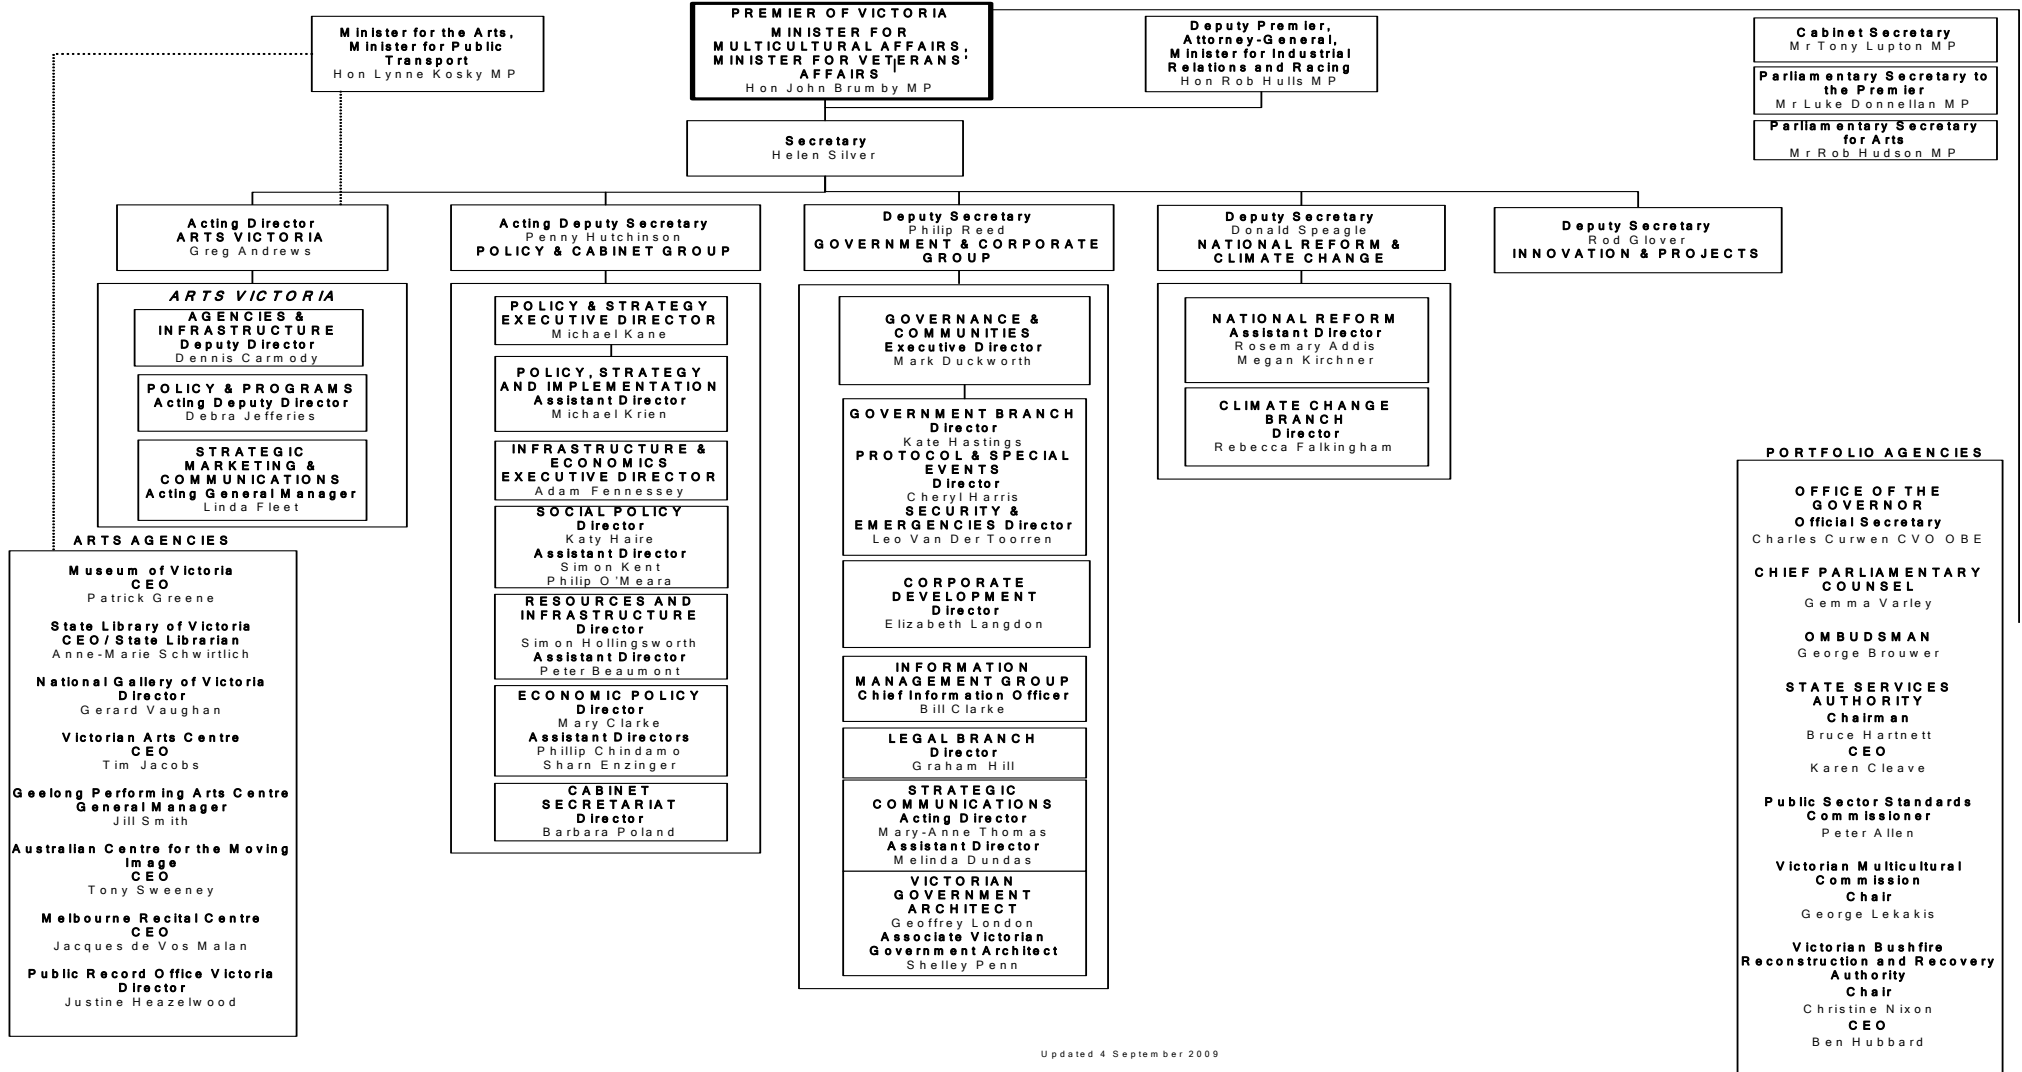 PREMIER OF VICTORIA
MINISTER FOR
MULTICULTURAL AFFAIRS,
MINISTER FOR VETERANS'
AFFAIRS
Hon John Brumby MP
Minister for the Arts,
Minister for Public
Transport
Hon Lynne Kosky MP
Deputy Premier,
Attorney-General,
Minister for Industrial
Relations and Racing
Hon Rob Hulls MP
Cabinet Secretary
Mr Tony Lupton MP
Parliamentary Secretary to
the Premier
Mr Luke Donnellan MP
Parliamentary Secretary
for Arts
Mr Rob Hudson MP
Secretary
Helen Silver
Acting Director
ARTS VICTORIA
Greg Andrews
Acting Deputy Secretary
Penny Hutchinson
POLICY & CABINET GROUP
Deputy Secretary
Philip Reed
GOVERNMENT & CORPORATE
GROUP
Deputy Secretary
Donald Speagle
NATIONAL REFORM &
CLIMATE CHANGE
Deputy Secretary
Rod Glover
INNOVATION & PROJECTS
ARTS VICTORIA
AGENCIES &
INFRASTRUCTURE
Deputy Director
Dennis Carmody
POLICY & PROGRAMS
Acting Deputy Director
Debra Jefferies
STRATEGIC
MARKETING &
COMMUNICATIONS
Acting General Manager
Linda Fleet
ARTS AGENCIES
Museum of Victoria
CEO
Patrick Greene
State Library of Victoria
CEO/State Librarian
Anne-Marie Schwirtlich
National Gallery of Victoria
Director
Gerard Vaughan
Victorian Arts Centre
CEO
Tim Jacobs
Geelong Performing Arts Centre
General Manager
Jill Smith
Australian Centre for the Moving
Image
CEO
Tony Sweeney
Melbourne Recital Centre
CEO
Jacques de Vos Malan
Public Record Office Victoria
Director
Justine Heazelwood
POLICY & STRATEGY
EXECUTIVE DIRECTOR
Michael Kane
POLICY, STRATEGY
AND IMPLEMENTATION
Assistant Director
Michael Krien
INFRASTRUCTURE &
ECONOMICS
EXECUTIVE DIRECTOR
Adam Fennessey
SOCIAL POLICY
Director
Katy Haire
Assistant Director
Simon Kent
Philip O'Meara
RESOURCES AND
INFRASTRUCTURE
Director
Simon Hollingsworth
Assistant Director
Peter Beaumont
ECONOMIC POLICY
Director
Mary Clarke
Assistant Directors
Phillip Chindamo
Sharn Enzinger
CABINET
SECRETARIAT
Director
Barbara Poland
GOVERNANCE &
COMMUNITIES
Executive Director
Mark Duckworth
GOVERNMENT BRANCH
Director
Kate Hastings
PROTOCOL & SPECIAL
EVENTS
Director
Cheryl Harris
SECURITY &
EMERGENCIES Director
Leo Van Der Toorren
CORPORATE
DEVELOPMENT
Director
Elizabeth Langdon
INFORMATION
MANAGEMENT GROUP
Chief Information Officer
Bill Clarke
LEGAL BRANCH
Director
Graham Hill
STRATEGIC
COMMUNICATIONS
Acting Director
Mary-Anne Thomas
Assistant Director
Melinda Dundas
VICTORIAN
GOVERNMENT
ARCHITECT
Geoffrey London
Associate Victorian
Government Architect
Shelley Penn
NATIONAL REFORM
Assistant Director
Rosemary Addis
Megan Kirchner
CLIMATE CHANGE
BRANCH
Director
Rebecca Falkingham
PORTFOLIO AGENCIES
OFFICE OF THE
GOVERNOR
Official Secretary
Charles Curwen CVO OBE
CHIEF PARLIAMENTARY
COUNSEL
Gemma Varley
OMBUDSMAN
George Brouwer
STATE SERVICES
AUTHORITY
Chairman
Bruce Hartnett
CEO
Karen Cleave
Public Sector Standards
Commissioner
Peter Allen
Victorian Multicultural
Commission
Chair
George Lekakis
Victorian Bushfire
Reconstruction and Recovery
Authority
Chair
Christine Nixon
CEO
Ben Hubbard
Updated 4 September 2009